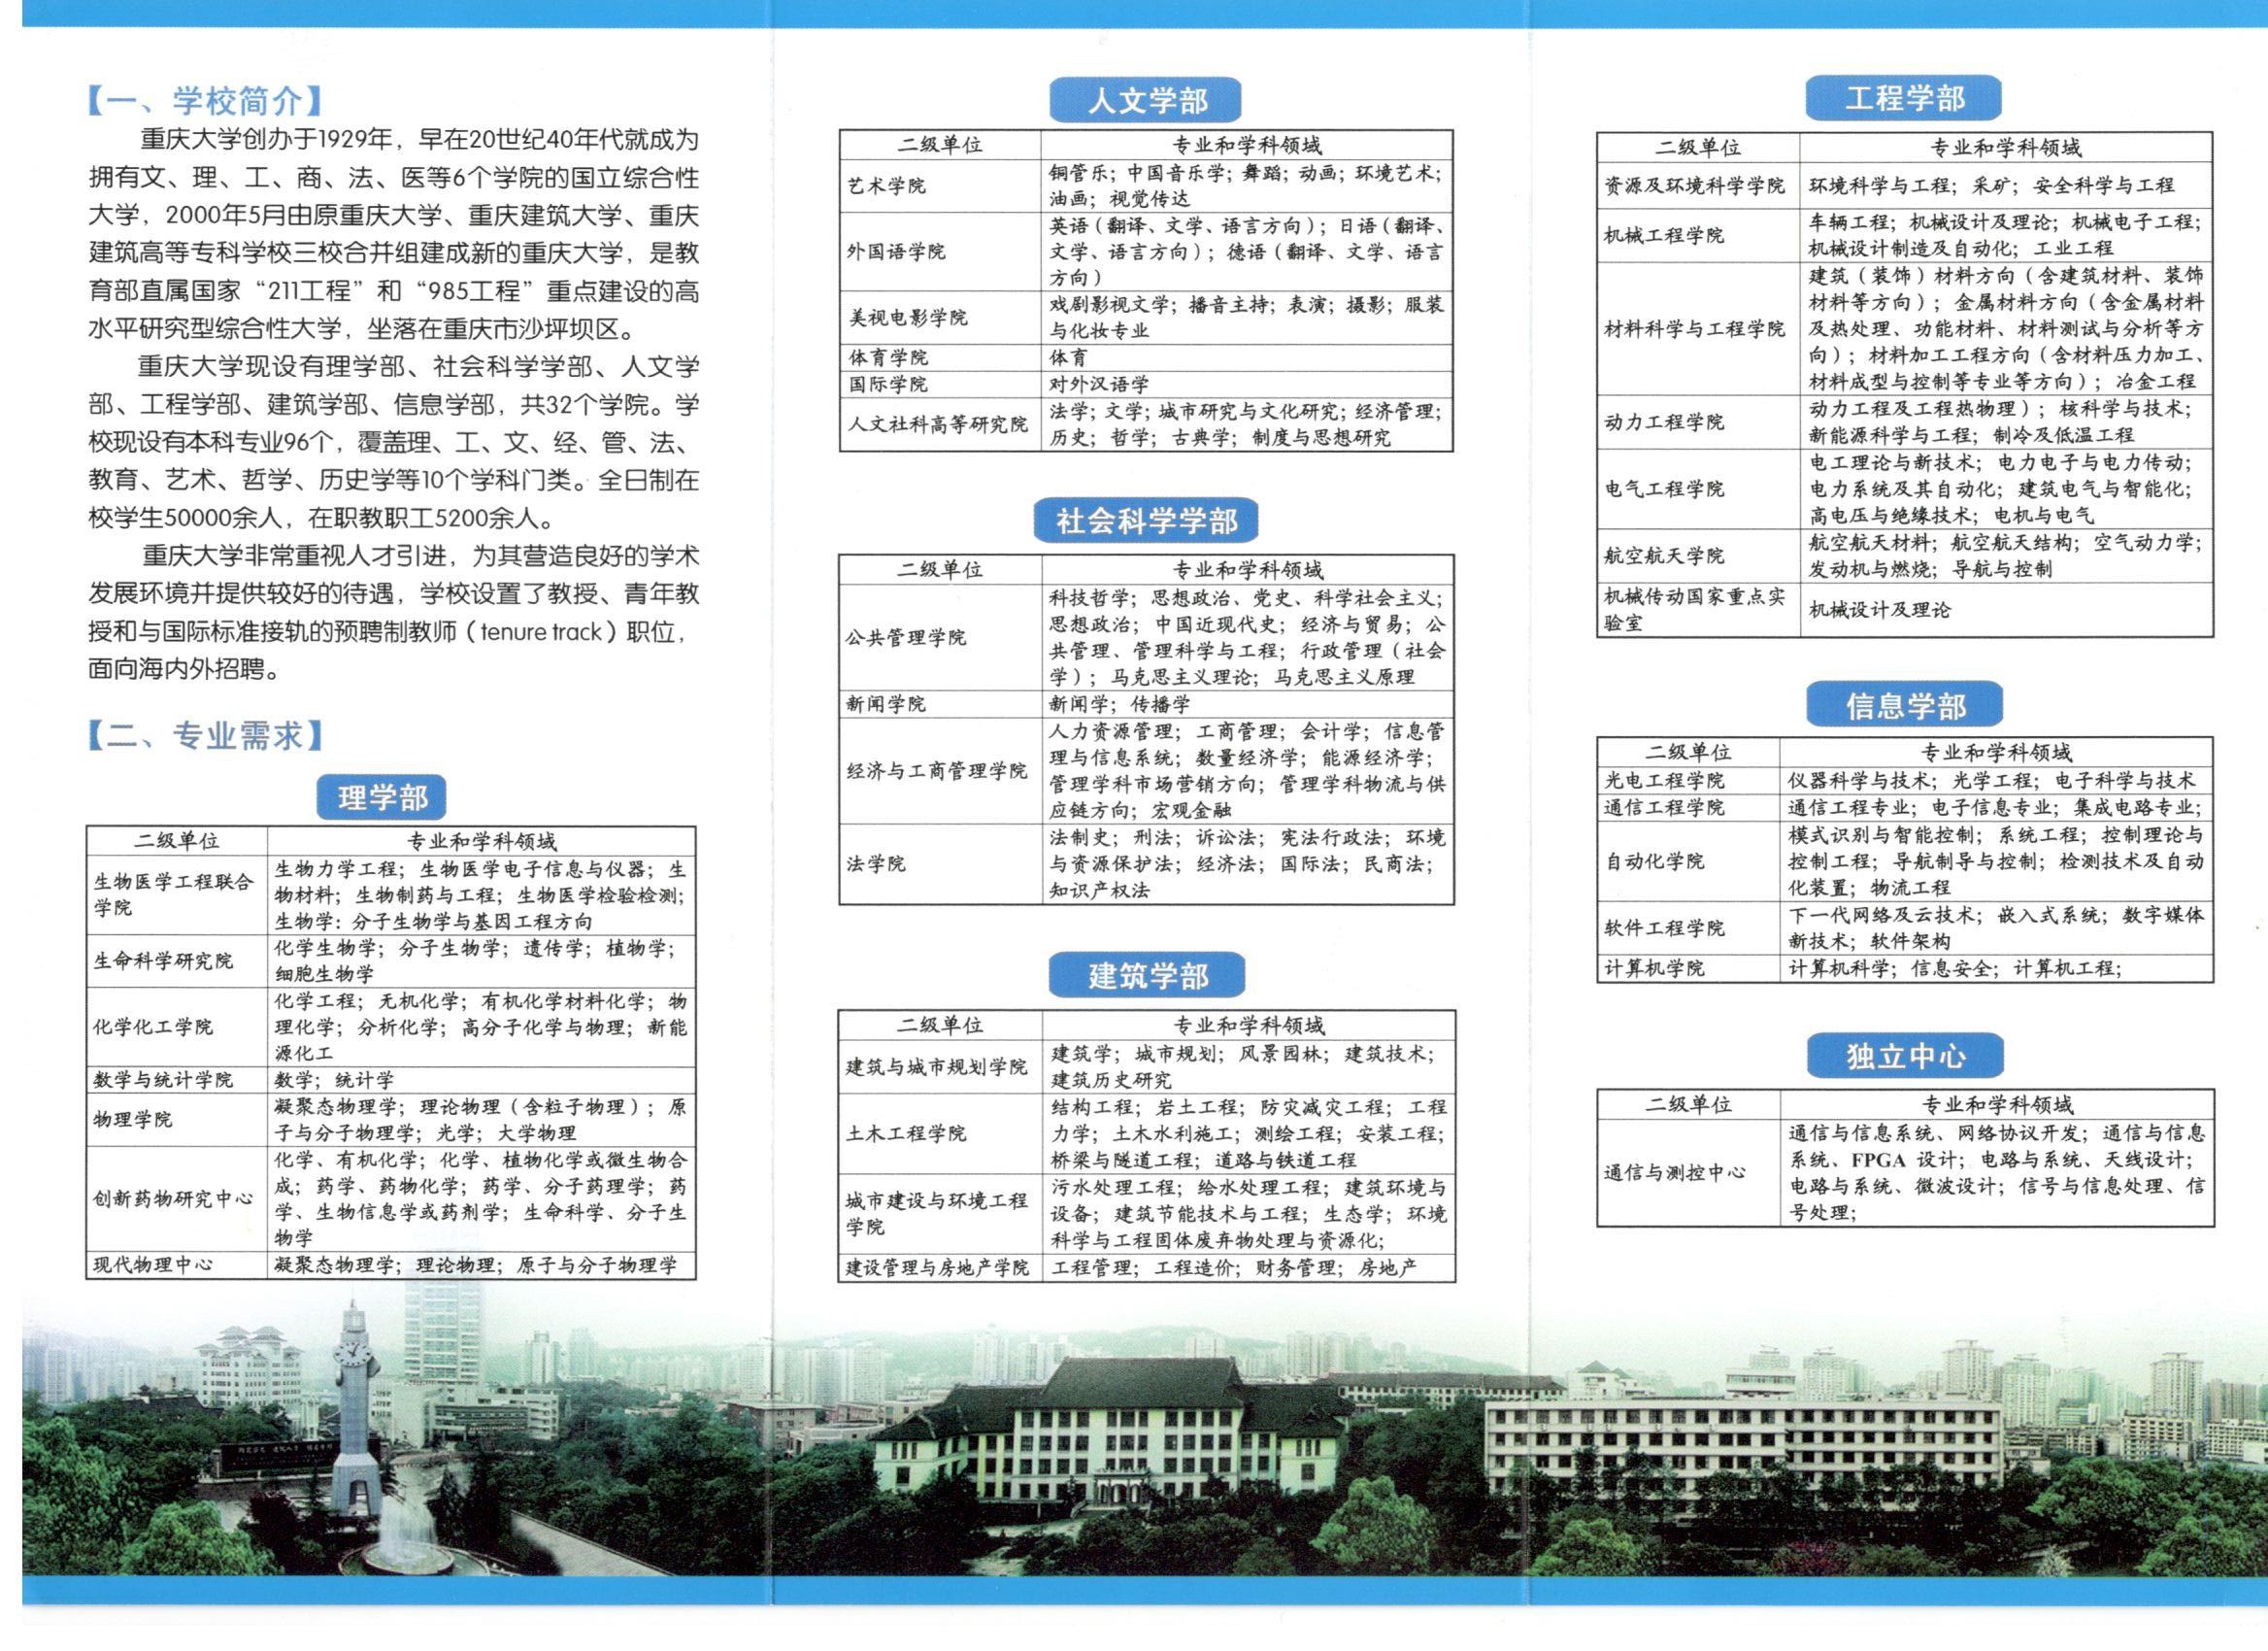 【一、学校简介】
重庆大学创办于1929年，早在20世纪40年代就成为
拥有文、理、工、商、法、医等6个学院的国立综合性
大学，2000年5月由原重庆大学、重庆建筑大学、重庆
建筑高等专科学校三校合并组建成新的重庆大学，是教
育部直属国家“211工程”和“985工程”重点建设的高
水平研究型综合性大学，坐落在重庆市沙坪坝区。
重庆大学现设有理学部、社会科学学部、人文学
部、工程学部、建筑学部、信息学部，共32个学院。学
校现设有本科专业96个，覆盖理、工、文、经、管、法、
教育、艺术、哲学、历史学等10个学科门类。全日制在
校学生50000余人，在职教职工5200余人。
重庆大学非常重视人才引进，为其营造良好的学术
发展环境并提供较好的待遇，学校设置了教授、青年教
授和与国际标准接轨的预聘制教师（tenure track）职位，
面向海内外招聘。
【二、专业需求】
理学部
二级单位 专业和学科领域
生物医学工程联合
学院
生物力学工程；生物医学电子信息与仪器；生
物材料；生物制药与工程；生物医学检验检测；
生物学：分子生物学与基因工程方向
生命科学研究院
化学生物学；分子生物学；遗传学；植物学；
细胞生物学
化学化工学院
化学工程；无机化学；有机化学材料化学；物
理化学；分析化学；高分子化学与物理；新能
源化工
数学与统计学院 数学；统计学
物理学院
凝聚态物理学；理论物理（含粒子物理）；原
子与分子物理学；光学；大学物理
创新药物研究中心
化学、有机化学；化学、植物化学或微生物合
成；药学、药物化学；药学、分子药理学；药
学、生物信息学或药剂学；生命科学、分子生
物学
现代物理中心 凝聚态物理学；理论物理；原子与分子物理学
人文学部
二级单位 专业和学科领域
艺术学院
铜管乐；中国音乐学；舞蹈；动画；环境艺术；
油画；视觉传达
外国语学院
英语（翻译、文学、语言方向）；日语（翻译、
文学、语言方向）；德语（翻译、文学、语言
方向）
美视电影学院
戏剧影视文学；播音主持；表演；摄影；服装
与化妆专业
体育学院 体育
国际学院 对外汉语学
人文社科高等研究院
法学；文学；城市研究与文化研究；经济管理；
历史；哲学；古典学；制度与思想研究
社会科学学部
二级单位 专业和学科领域
公共管理学院
科技哲学；思想政治、党史、科学社会主义；
思想政治；中国近现代史；经济与贸易；公
共管理、管理科学与工程；行政管理（社会
学）；马克思主义理论；马克思主义原理
新闻学院 新闻学；传播学
经济与工商管理学院
人力资源管理；工商管理；会计学；信息管
理与信息系统；数量经济学；能源经济学；
管理学科市场营销方向；管理学科物流与供
应链方向；宏观金融
法学院
法制史；刑法；诉讼法；宪法行政法；环境
与资源保护法；经济法；国际法；民商法；
知识产权法
建筑学部
二级单位 专业和学科领域
建筑与城市规划学院
建筑学；城市规划；风景园林；建筑技术；
建筑历史研究
土木工程学院
结构工程；岩土工程；防灾减灾工程；工程
力学；土木水利施工；测绘工程；安装工程；
桥梁与隧道工程；道路与铁道工程
城市建设与环境工程
学院
污水处理工程；给水处理工程；建筑环境与
设备；建筑节能技术与工程；生态学；环境
科学与工程固体废弃物处理与资源化；
建设管理与房地产学院 工程管理；工程造价；财务管理；房地产
工程学部
二级单位 专业和学科领域
资源及环境科学学院 环境科学与工程；采矿；安全科学与工程
机械工程学院
车辆工程；机械设计及理论；机械电子工程；
机械设计制造及自动化；工业工程
材料科学与工程学院
建筑（装饰）材料方向（含建筑材料、装饰
材料等方向）；金属材料方向（含金属材料
及热处理、功能材料、材料测试与分析等方
向）；材料加工工程方向（含材料压力加工、
材料成型与控制等专业等方向）；冶金工程
动力工程学院
动力工程及工程热物理）；核科学与技术；
新能源科学与工程；制冷及低温工程
电气工程学院
电工理论与新技术；电力电子与电力传动；
电力系统及其自动化；建筑电气与智能化；
高电压与绝缘技术；电机与电气
航空航天学院
航空航天材料；航空航天结构；空气动力学；
发动机与燃烧；导航与控制
机械传动国家重点实
验室
机械设计及理论
信息学部
二级单位 专业和学科领域
光电工程学院 仪器科学与技术；光学工程；电子科学与技术
通信工程学院 通信工程专业；电子信息专业；集成电路专业；
自动化学院
模式识别与智能控制；系统工程；控制理论与
控制工程；导航制导与控制；检测技术及自动
化装置；物流工程
软件工程学院
下一代网络及云技术；嵌入式系统；数字媒体
新技术；软件架构
计算机学院 计算机科学；信息安全；计算机工程；
独立中心
二级单位 专业和学科领域
通信与测控中心
通信与信息系统、网络协议开发；通信与信息
系统、FPGA 设计；电路与系统、天线设计；
电路与系统、微波设计；信号与信息处理、信
号处理；